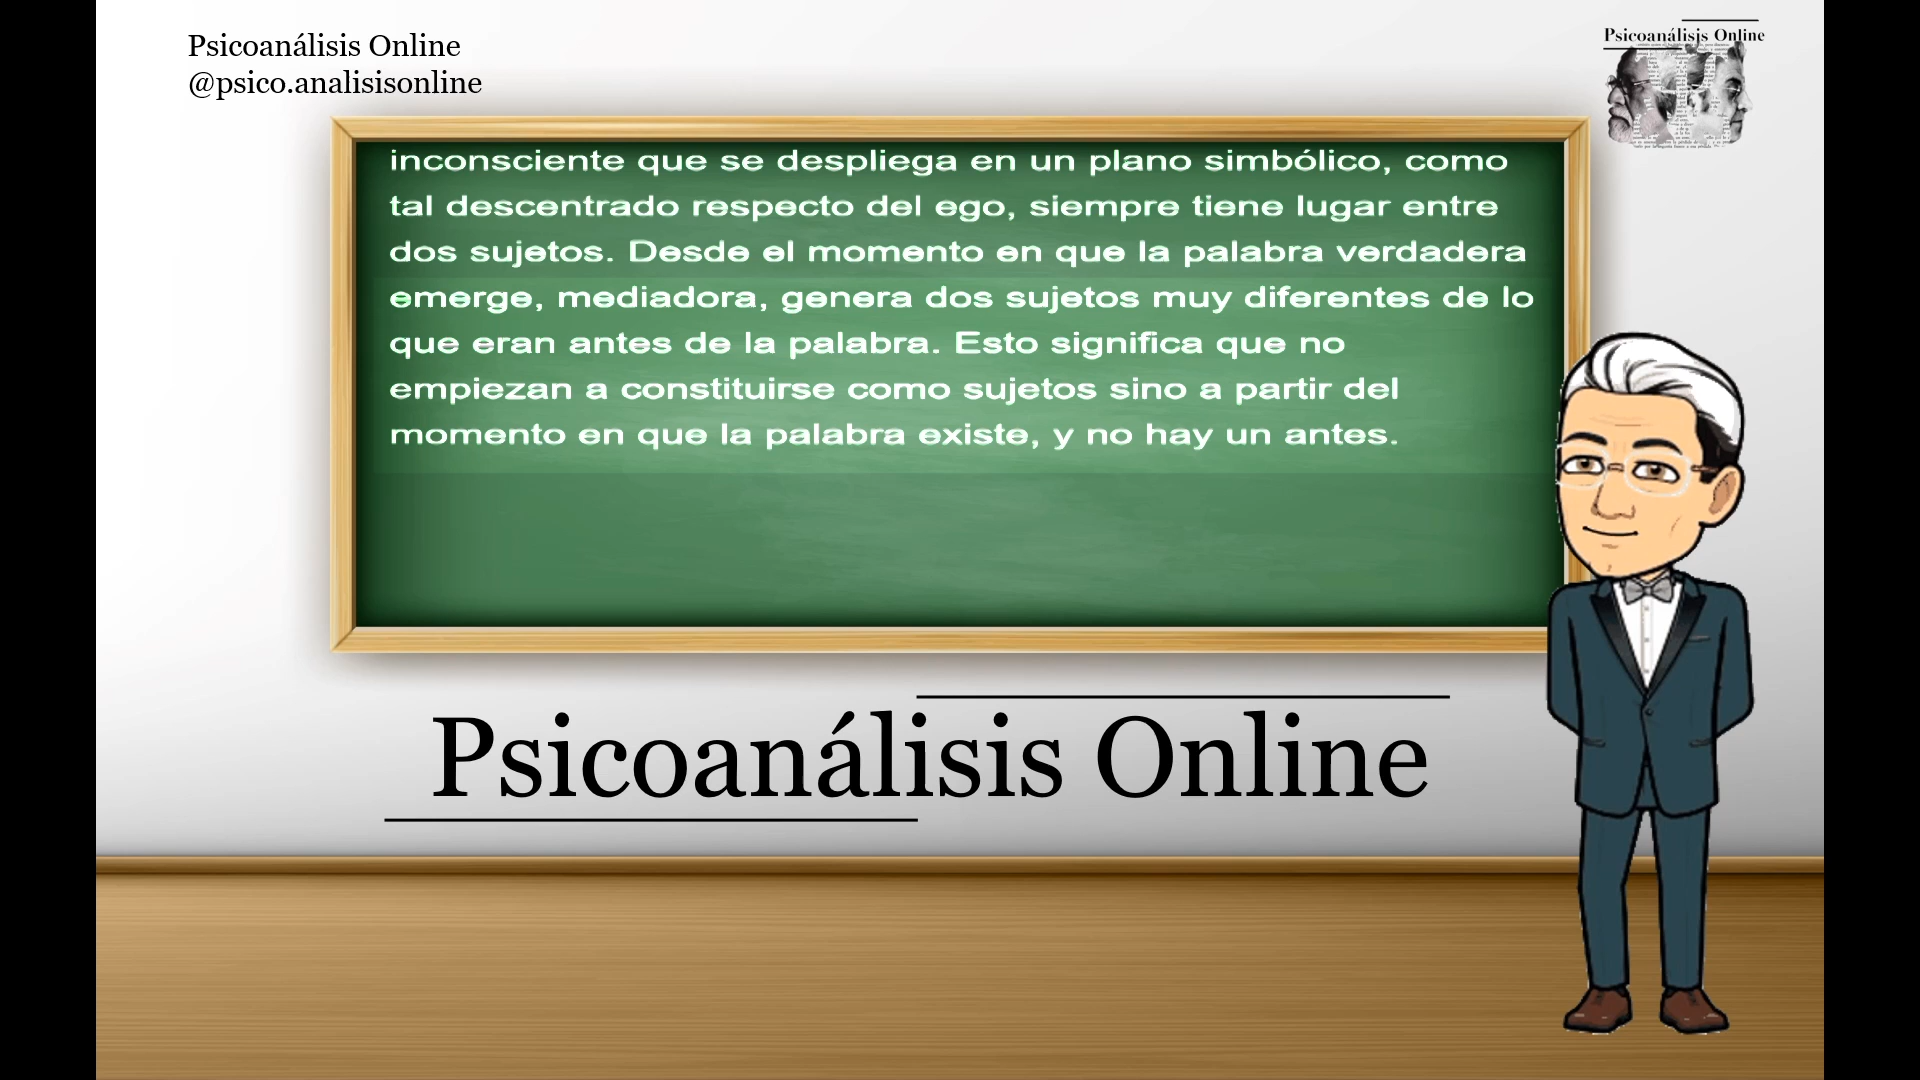 Psicoanálisis Online
@psico.analisisonline
Psicoanálisis Online
inconsciente que se despliega en un plano simbólico, como
tal descentrado respecto del ego, siempre tiene lugar entre
dos sujetos. Desde el momento en que la palabra verdadera
emerge, mediadora, genera dos sujetos muy diferentes de lo
que eran antes de la palabra. Esto significa que no
empiezan a constituirse como sujetos sino a partir del
momento en que la palabra existe, y no hay un antes.
Psicoanálisis Online